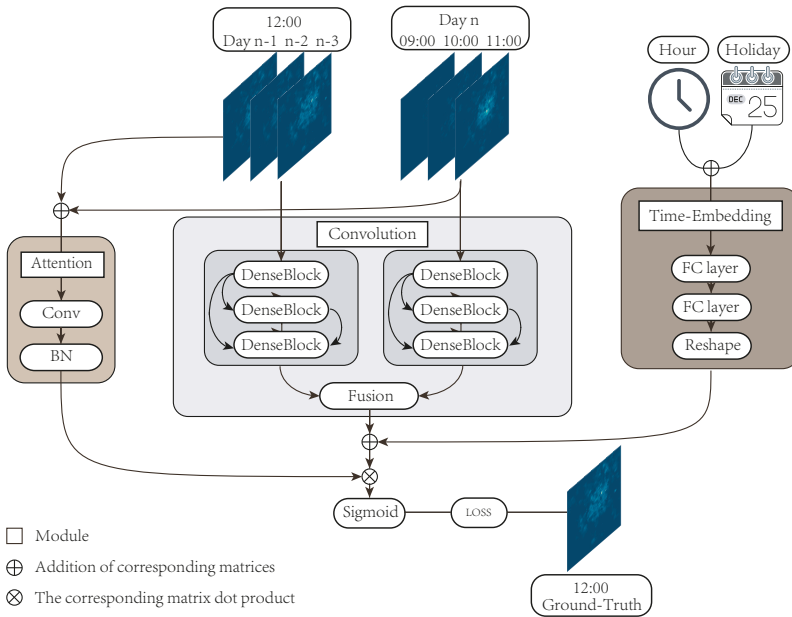 12:00
Day n-1 n-2 n-3
Day n
09:00 10:00 11:00
Hour
Holiday
DEC 25
Time-Embedding
FC layer
FC layer
Reshape
Convolution
Attention
Conv
BN
DenseBlock
DenseBlock
DenseBlock
DenseBlock
DenseBlock
DenseBlock
Fusion
Sigmoid
LOSS
12:00
Ground-Truth
Module
Addition of corresponding matrices
The corresponding matrix dot product